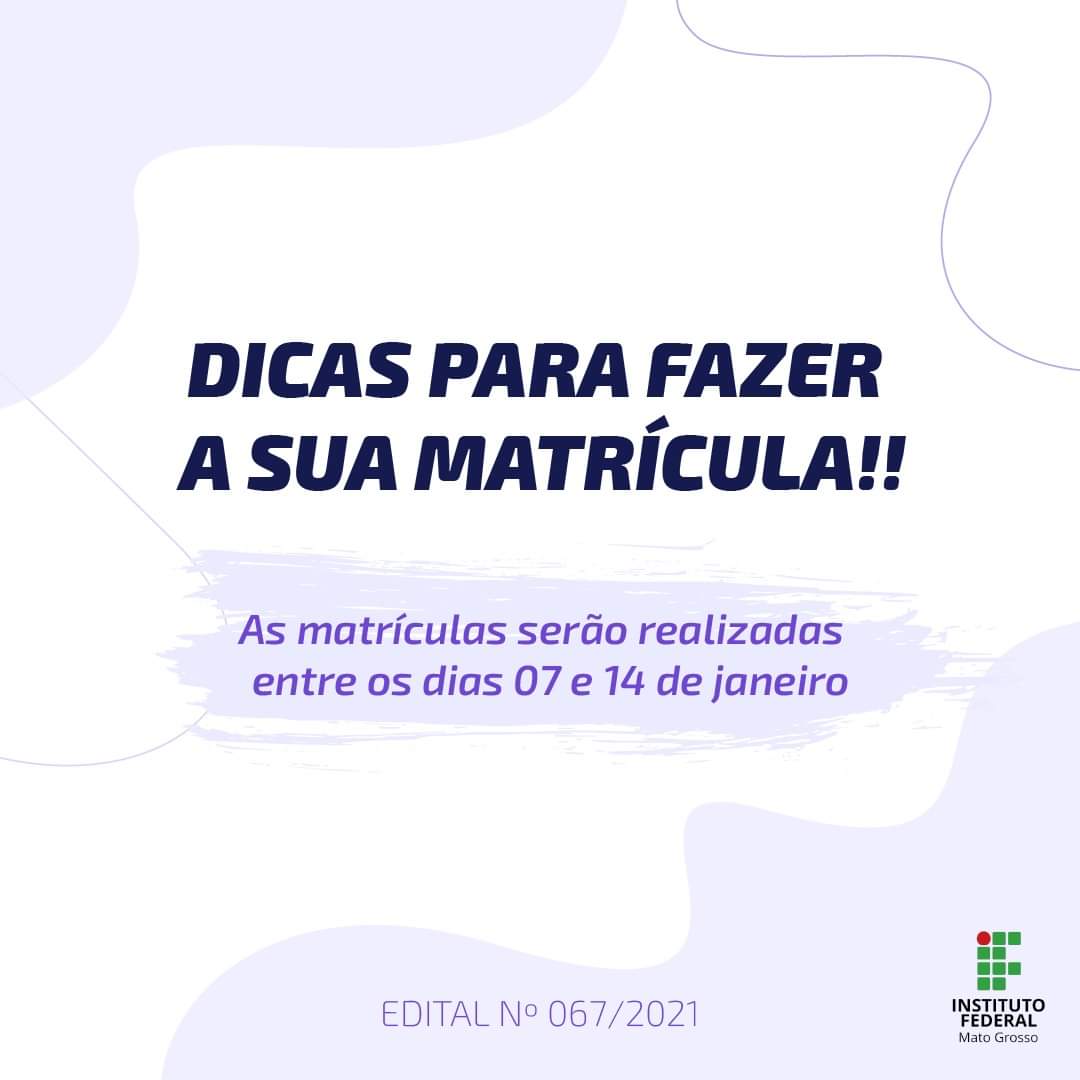 DICAS PARA FAZER
A SUA MATRÍCULA!!
As matrículas serão realizadas
entre os dias 07 e 14 de janeiro
EDITAL Nº 067/2021
INSTITUTO
FEDERAL
Mato Grosso